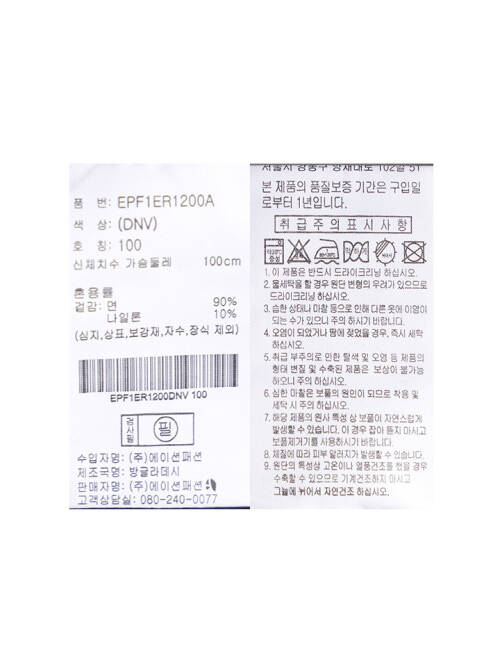 품 번: EPF1ER1200A
색 상: (DNV)
호 칭: 100
신체치수 가슴둘레 100cm
혼용률
겉감: 면 90%
나일론 10%
(심지,상표,보강재,자수,장식 제외)
EPF1ER1200DNV 100
검사필 필
수입자명: (주)에이션패션
제조국명: 방글라데시
판매자명: (주)에이션패션
고객상담실: 080-240-0077
서울시 강동구 양재대로 102길 51
본 제품의 품질보증 기간은 구입일
로부터 1년입니다.
취급주의표시사항
1. 이 제품은 반드시 드라이크리닝 하십시오.
2. 물세탁을 할 경우 원단 변형의 우려가 있으므로
드라이크리닝 하십시오.
3. 습한 상태나 마찰 등으로 인해 다른 옷에 이염이
되는 수가 있으니 주의 하시기 바랍니다.
4. 오염이 되었거나 땀에 젖었을 경우, 즉시 세탁
하십시오.
5. 취급 부주의로 인한 탈색 및 오염 등 제품의
형태 변질 및 수축된 제품은 보상이 불가능
하오니 주의 하십시오.
6. 심한 마찰은 보풀의 원인이 되므로 착용 및
세탁 시 주의 하십시오.
7. 해당 제품의 원사 특성 상 보풀이 자연스럽게
발생할 수 있습니다. 이 경우 잡아 뜯지 마시고
보풀제거기를 사용하시기 바랍니다.
8. 체질에 따라 피부 알러지가 발생할 수 있습니다.
9. 원단의 특성상 고온이나 열풍건조를 했을 경우
수축할 수 있으므로 기계건조하지 마시고
그늘에 뉘어서 자연건조 하십시오.